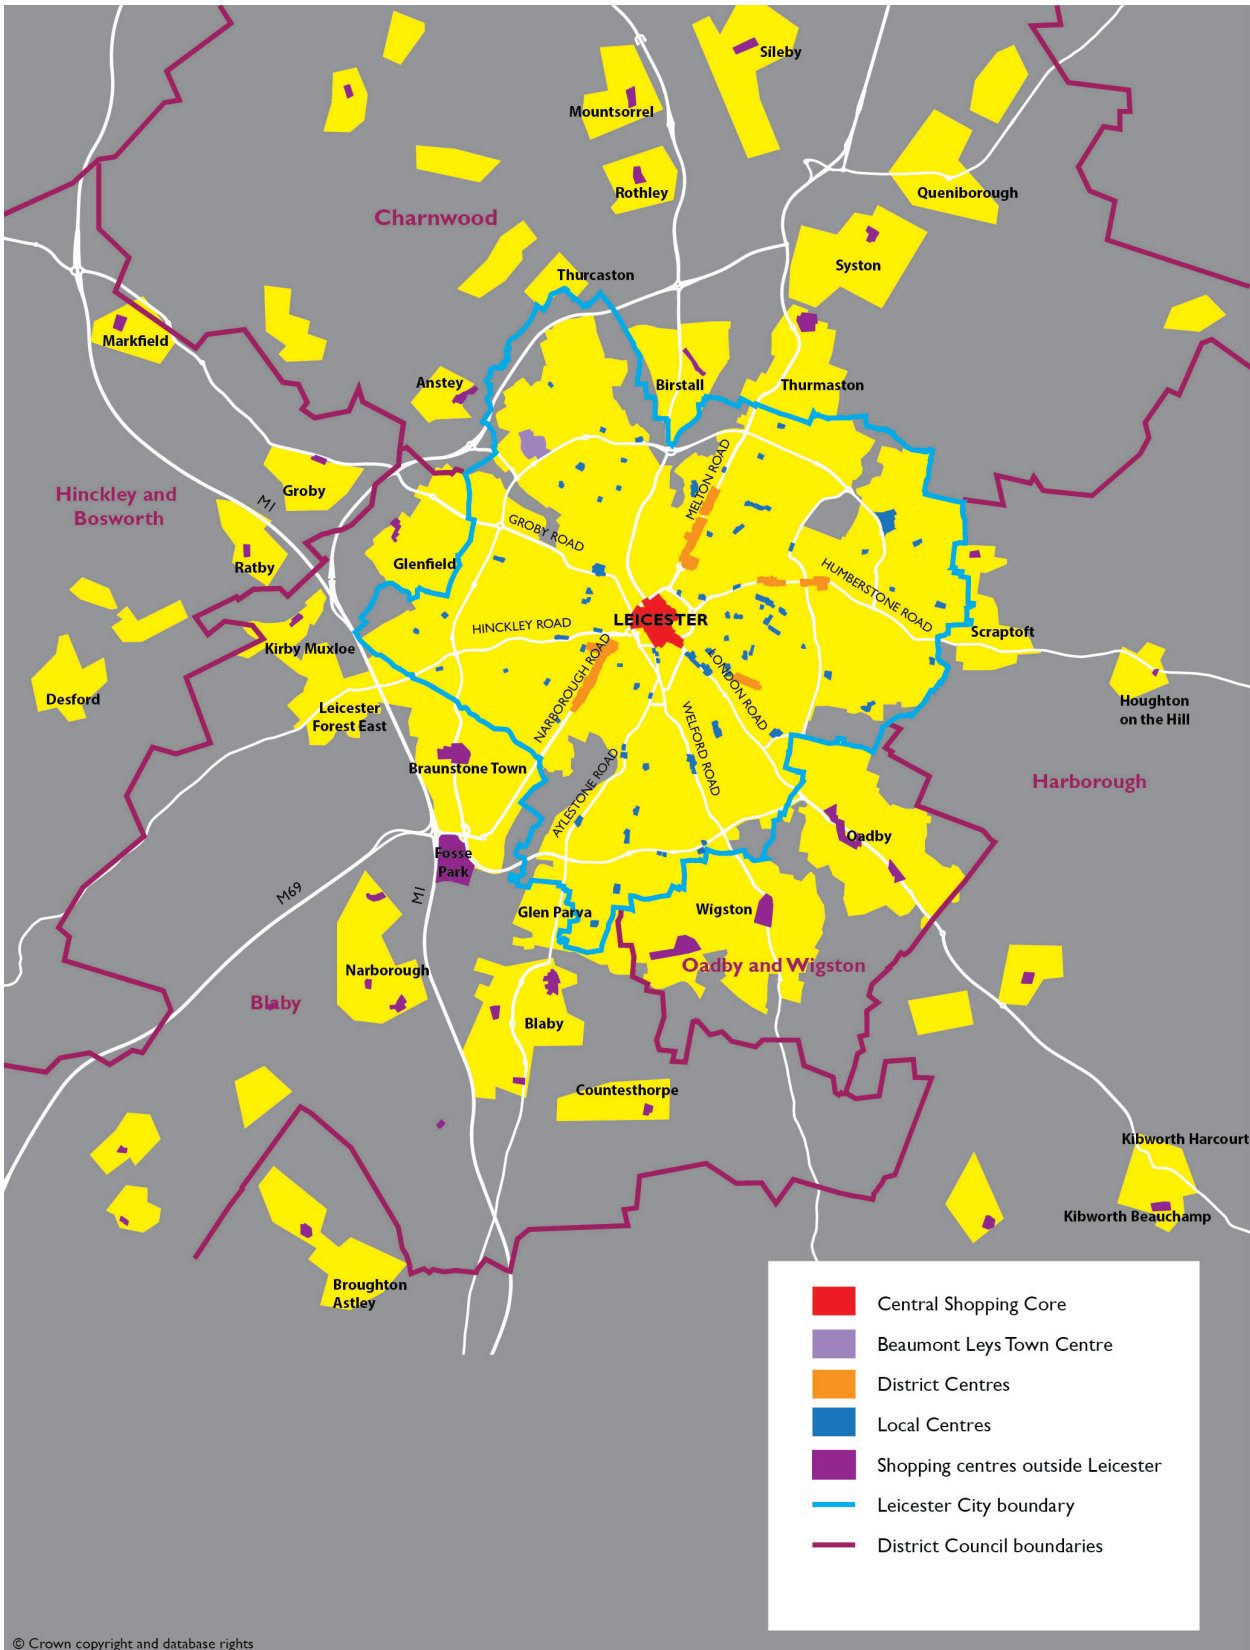 Sileby
Mountsorrel
Rothley
Queniborough
Charnwood
Syston
Thurcaston
Markfield
Anstey
Birstall
Thurmaston
MELTON ROAD
Hinckley and
Bosworth
Groby
M1
GROBY ROAD
Ratby
Glenfield
HUMBERSTONE ROAD
LEICESTER
HINCKLEY ROAD
Scraptoft
Kirby Muxloe
NARBOROUGH ROAD
LONDON ROAD
Desford
Houghton
on the Hill
Leicester
Forest East
WELFORD ROAD
Braunstone Town
AYLESTONE ROAD
Harborough
Oadby
Fosse
Park
M69
M1
Glen Parva
Wigston
Narborough
Oadby and Wigston
Blaby
Blaby
Countesthorpe
Kibworth Harcourt
Kibworth Beauchamp
Broughton
Astley
Central Shopping Core
Beaumont Leys Town Centre
District Centres
Local Centres
Shopping centres outside Leicester
Leicester City boundary
District Council boundaries
© Crown copyright and database rights